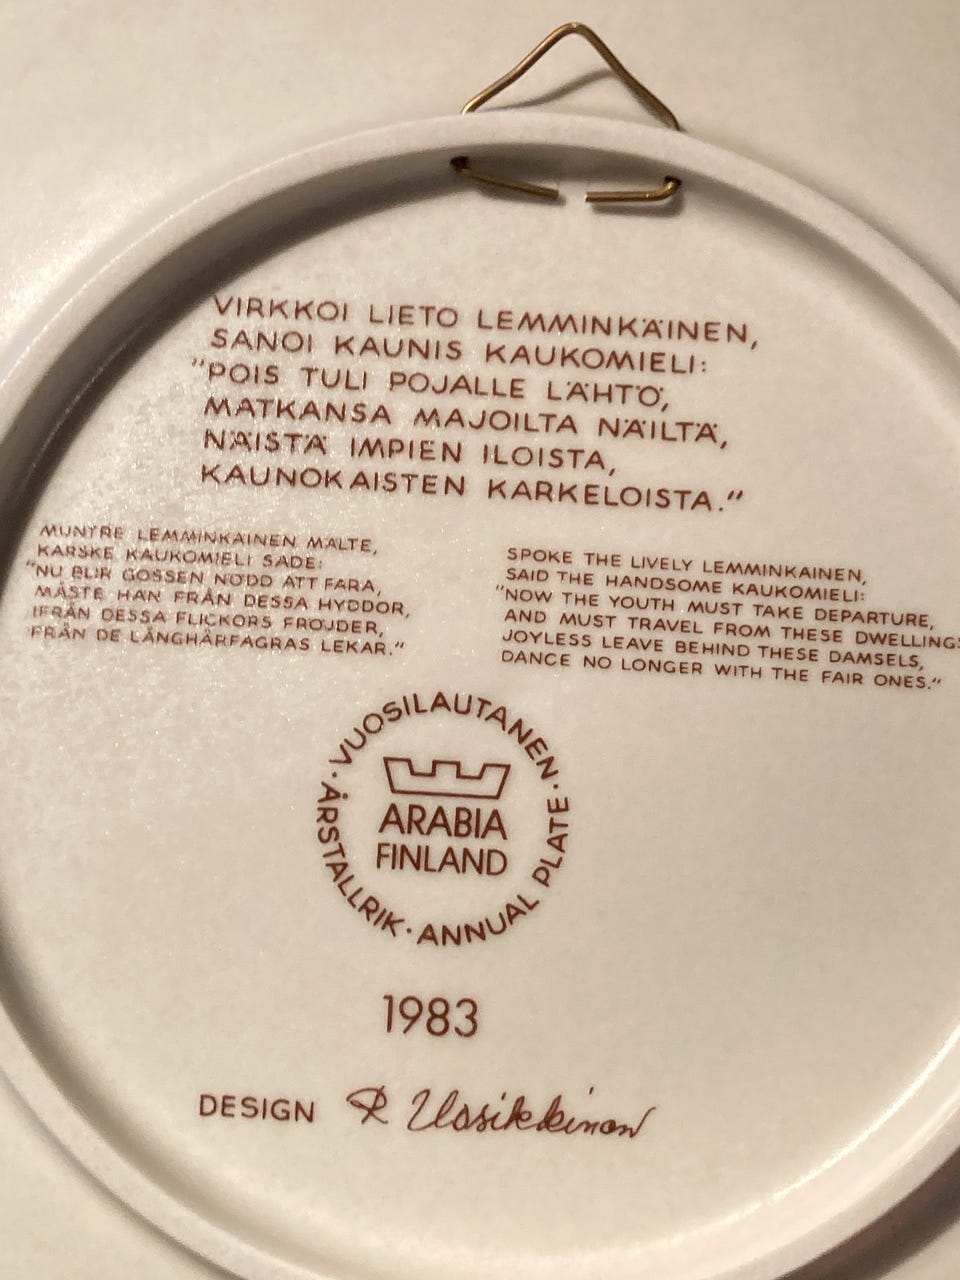 VIRKKOI LIETO LEMMINKÄINEN,
SANOI KAUNIS KAUKOMIELI:
"POIS TULI POJALLE LÄHTÖ,
MATKANSA MAJOILTA NÄILTÄ,
NÄISTÄ IMPIEN ILOISTA,
KAUNOKAISTEN KARKELOISTA."
MUNTRE LEMMINKÄINEN MÄLTE,
KARSKE KAUKOMIELI SADE:
"NU BLIR GOSSEN NÖDD ATT FARA,
MÅSTE HAN FRÅN DESSA HYDDOR,
IFRÅN DESSA FLICKORS FRÖJDER,
FRÅN DE LÅNGHÅRFAGRAS LEKAR."
SPOKE THE LIVELY LEMMINKAINEN,
SAID THE HANDSOME KAUKOMIELI:
"NOW THE YOUTH MUST TAKE DEPARTURE,
AND MUST TRAVEL FROM THESE DWELLINGS
JOYLESS LEAVE BEHIND THESE DAMSELS,
DANCE NO LONGER WITH THE FAIR ONES."
· VUOSILAUTANEN · ANNUAL PLATE · ÅRSTALLRIK
ARABIA
FINLAND
1983
DESIGN R Uosikkinen